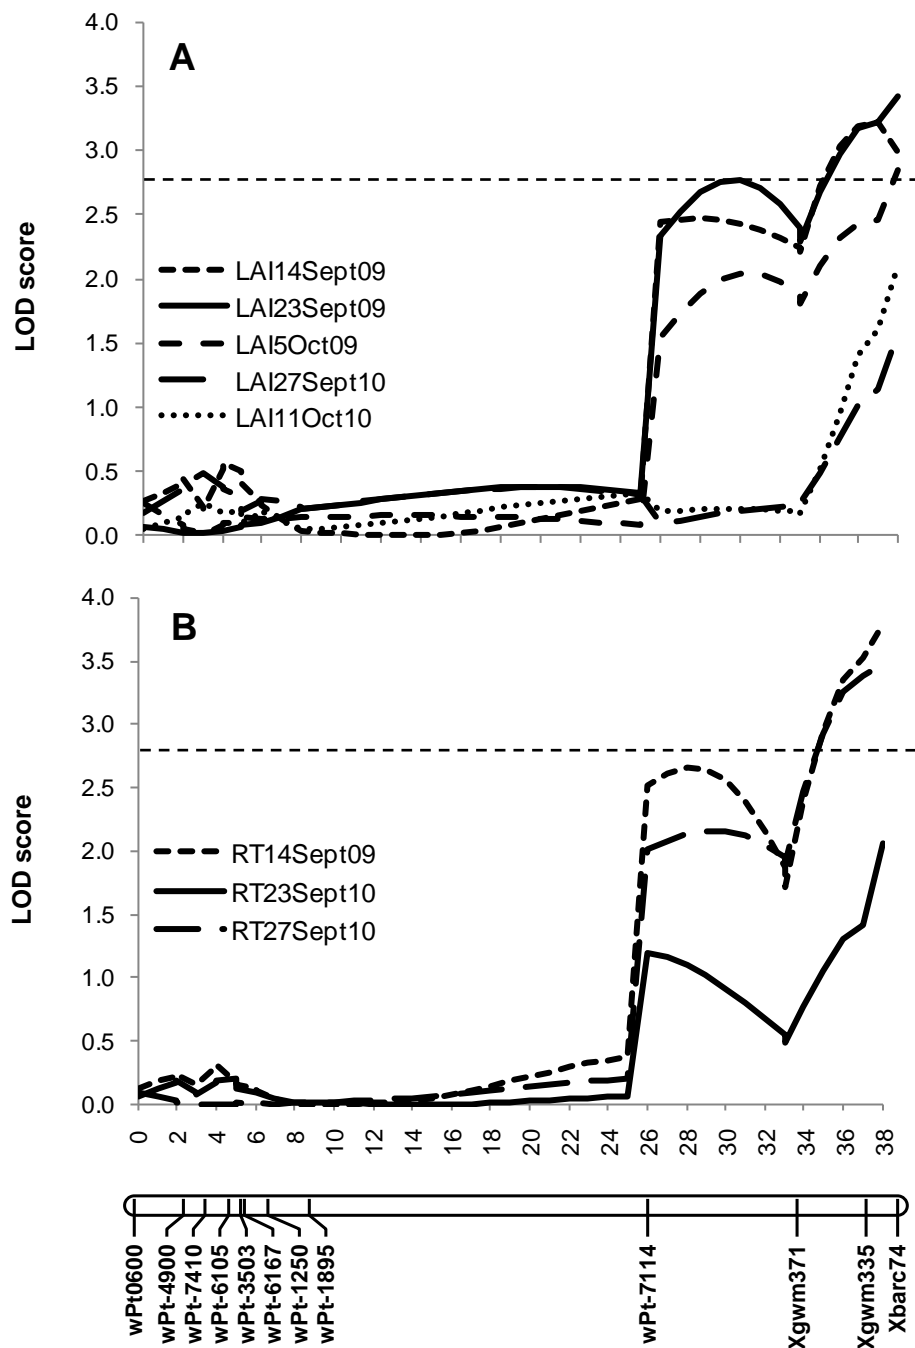 4.0
A
3.5
3.0
2.5
2.0
1.5
1.0
0.5
0.0
LOD score
LAI14Sept09
LAI23Sept09
LAI5Oct09
LAI27Sept10
LAI11Oct10
4.0
B
3.5
3.0
2.5
2.0
1.5
1.0
0.5
0.0
LOD score
RT14Sept09
RT23Sept10
RT27Sept10
0 2 4 6 8 10 12 14 16 18 20 22 24 26 28 30 32 34 36 38
wPt0600
wPt-4900
wPt-7410
wPt-6105
wPt-3503
wPt-6167
wPt-1250
wPt-1895
wPt-7114
Xgwm371
Xgwm335
Xbarc74